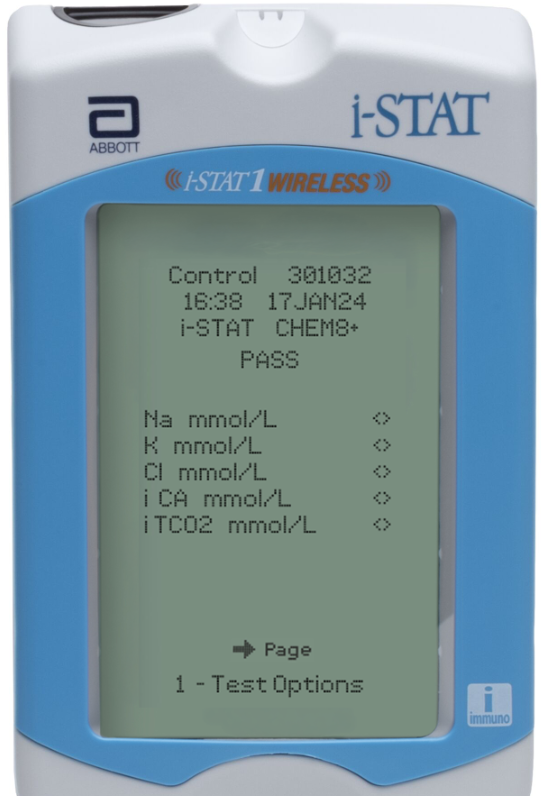 ABBOTT
i-STAT
i-STAT 1 WIRELESS
Control 301032
16:38 17JAN24
i-STAT CHEM8+
PASS
Na mmol/L <>
K mmol/L <>
Cl mmol/L <>
iCA mmol/L <>
iTCO2 mmol/L <>
➔ Page
1 - Test Options
i
immuno